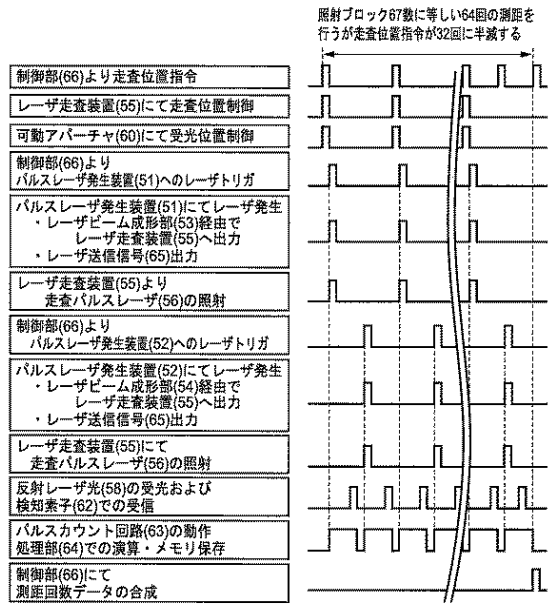 照射ブロック67数に等しい64回の測距を
行うが走査位置指令が32回に半減する
制御部(66)より走査位置指令
レーザ走査装置(55)にて走査位置制御
可動アパーチャ(60)にて受光位置制御
制御部(66)より
パルスレーザ発生装置(51)へのレーザトリガ
パルスレーザ発生装置(51)にてレーザ発生
・レーザビーム成形部(53)経由で
レーザ走査装置(55)へ出力
・レーザ送信信号(65)出力
レーザ走査装置(55)より
走査パルスレーザ(56)の照射
制御部(66)より
パルスレーザ発生装置(52)へのレーザトリガ
パルスレーザ発生装置(52)にてレーザ発生
・レーザビーム成形部(54)経由で
レーザ走査装置(55)へ出力
・レーザ送信信号(65)出力
レーザ走査装置(55)にて
走査パルスレーザ(56)の照射
反射レーザ光(58)の受光および
検知素子(62)での受信
パルスカウント回路(63)の動作
処理部(64)での演算・メモリ保存
制御部(66)にて
測距回数データの合成